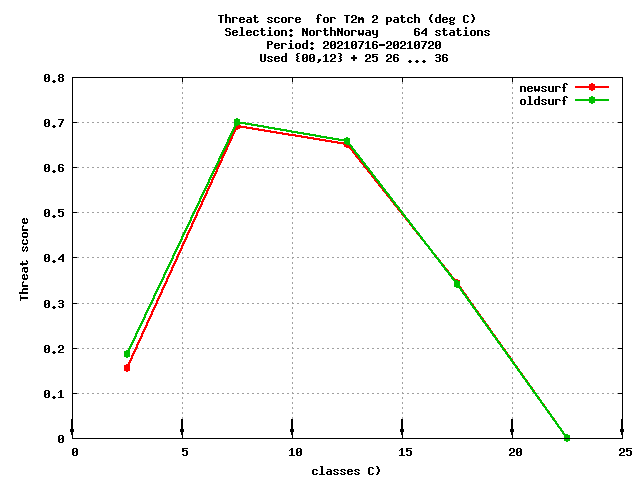 Threat score  for T2m 2 patch (deg C)
Selection: NorthNorway     64 stations
Period: 20210716-20210720
Used {00,12} + 25 26 ... 36
newsurf
oldsurf
0.8
0.7
0.6
0.5
0.4
0.3
0.2
0.1
0
Threat score
0 5 10 15 20 25
classes C)